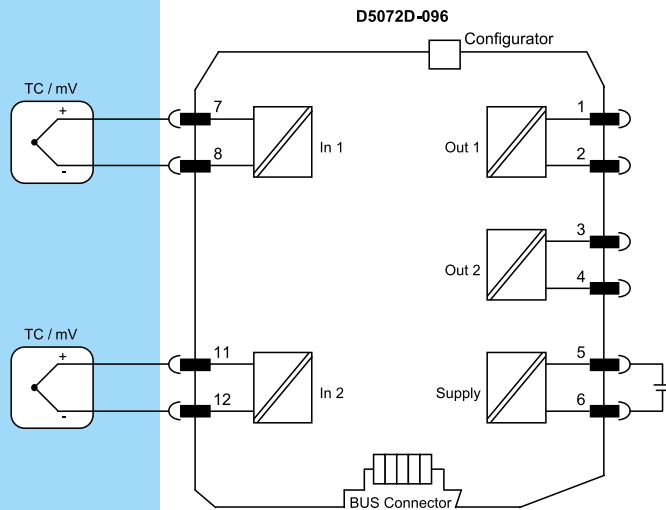 D5072D-096
Configurator
TC / mV
+
-
7
8
In 1
1
2
Out 1
3
4
Out 2
TC / mV
+
-
11
12
In 2
5
6
Supply
BUS Connector